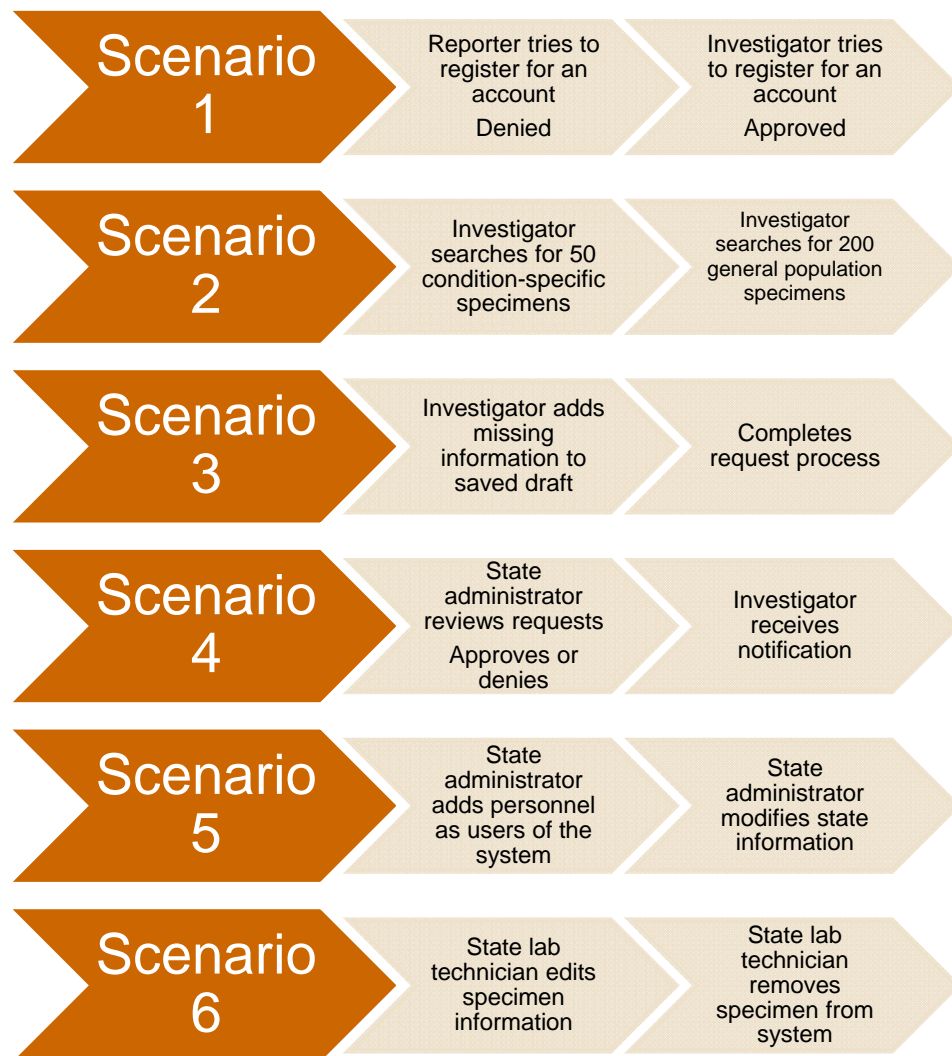 Scenario
1
Reporter tries to
register for an
account
Denied
Investigator tries
to register for an
account
Approved
Scenario
2
Investigator
searches for 50
condition-specific
specimens
Investigator
searches for 200
general population
specimens
Scenario
3
Investigator adds
missing
information to
saved draft
Completes
request process
Scenario
4
State
administrator
reviews requests
Approves or
denies
Investigator
receives
notification
Scenario
5
State
administrator
adds personnel
as users of the
system
State
administrator
modifies state
information
Scenario
6
State lab
technician edits
specimen
information
State lab
technician
removes
specimen from
system